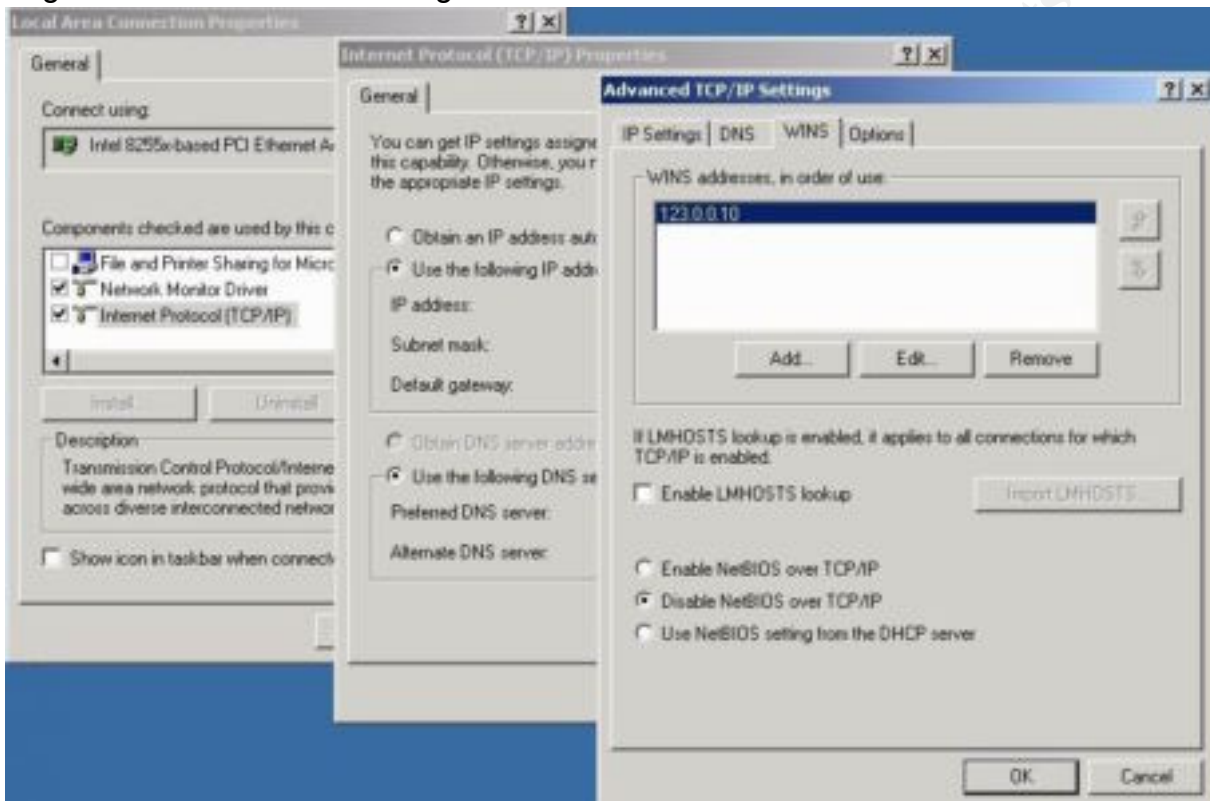 Local Area Connection Properties
General
Connect using:
Intel 8255x-based PCI Ethernet A
Components checked are used by this c
File and Printer Sharing for Micro
Network Monitor Driver
Internet Protocol (TCP/IP)
Install
Uninstall
Description
Transmission Control Protocol/Interne
wide area network protocol that provi
across diverse interconnected networ
Show icon in taskbar when connect
Internet Protocol (TCP/IP) Properties
General
You can get IP settings assigne
this capability. Otherwise, you n
the appropriate IP settings.
Obtain an IP address auto
Use the following IP addr
IP address:
Subnet mask:
Default gateway:
Obtain DNS server addre
Use the following DNS se
Preferred DNS server:
Alternate DNS server:
Advanced TCP/IP Settings
IP Settings DNS WINS Options
WINS addresses, in order of use:
123.0.0.10
Add... Edit... Remove
If LMHOSTS lookup is enabled, it applies to all connections for which
TCP/IP is enabled.
Enable LMHOSTS lookup
Import LMHOSTS...
Enable NetBIOS over TCP/IP
Disable NetBIOS over TCP/IP
Use NetBIOS setting from the DHCP server
OK Cancel